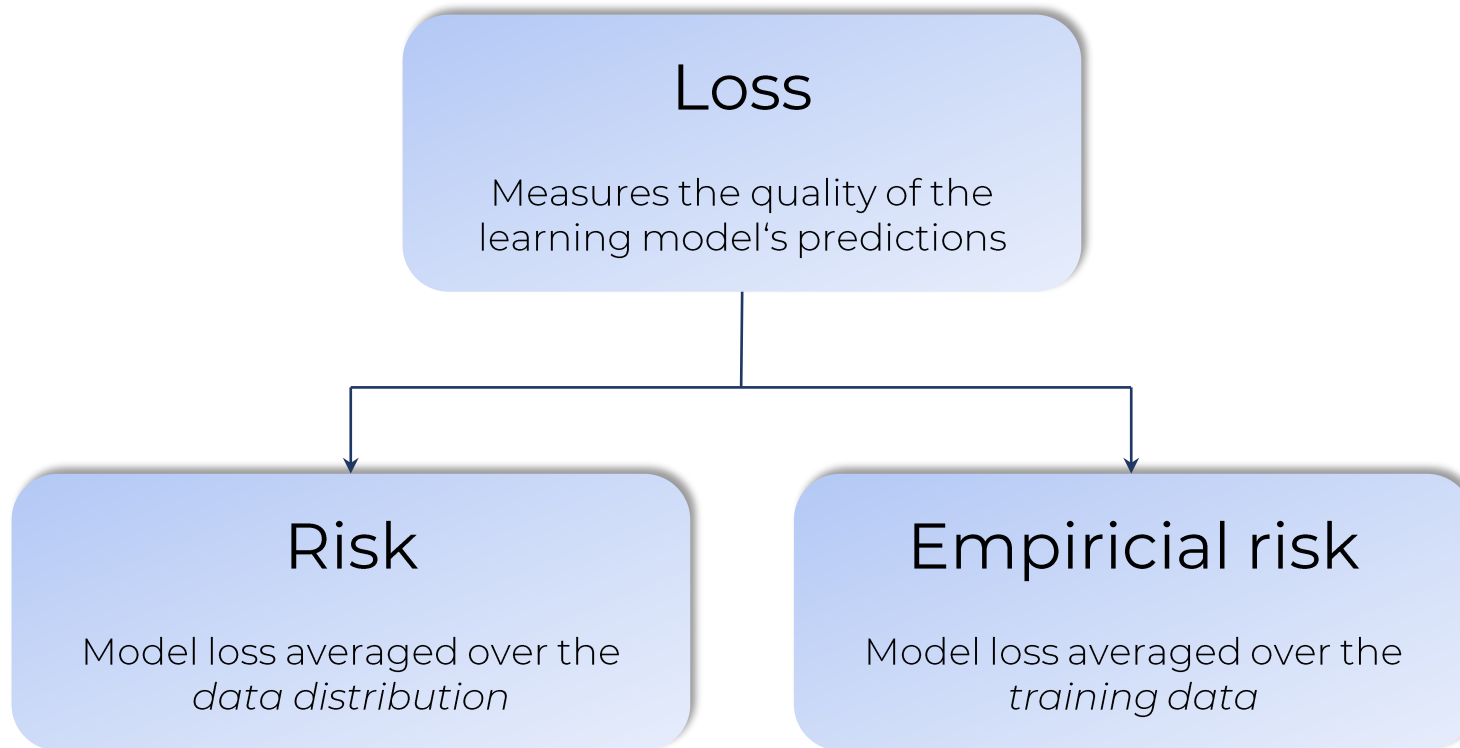 Loss
Measures the quality of the
learning model‘s predictions
Risk
Model loss averaged over the
data distribution
Empiricial risk
Model loss averaged over the
training data